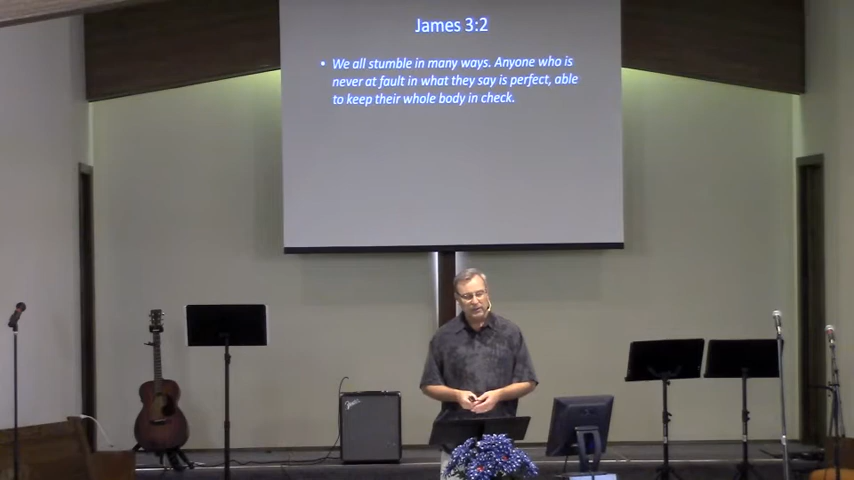 James 3:2
• We all stumble in many ways. Anyone who is
never at fault in what they say is perfect, able
to keep their whole body in check.
Fender